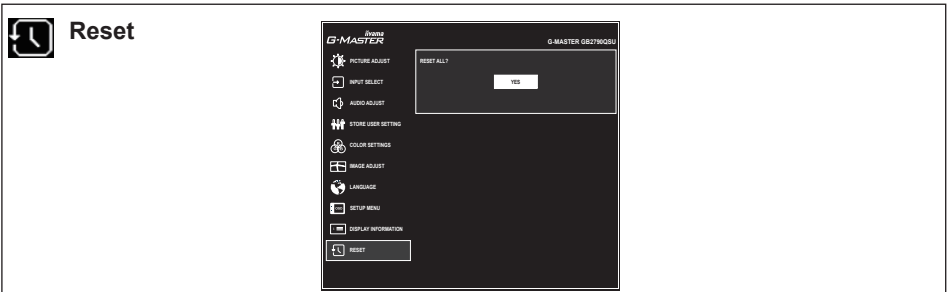 Reset
iiyama
G-MASTER
G-MASTER GB2790QSU
PICTURE ADJUST
RESET ALL?
INPUT SELECT
YES
AUDIO ADJUST
STORE USER SETTING
COLOR SETTINGS
IMAGE ADJUST
LANGUAGE
OSD
SETUP MENU
DISPLAY INFORMATION
RESET